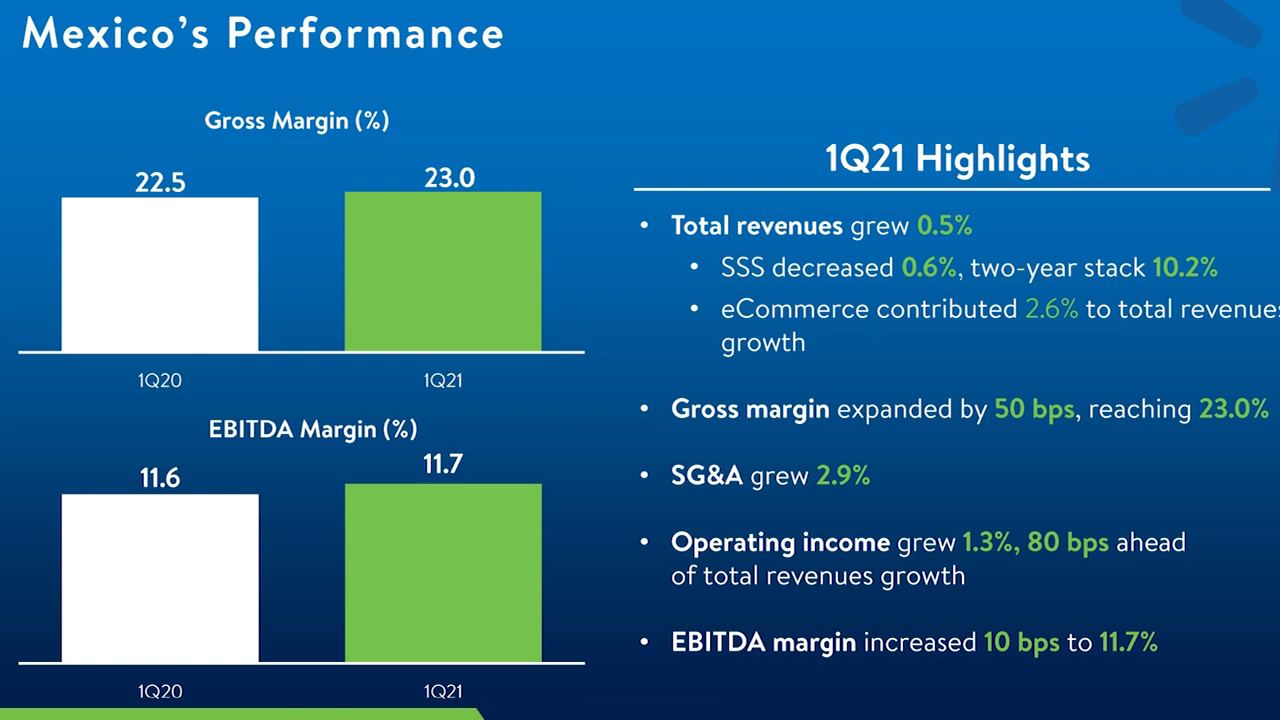 Mexico's Performance
Gross Margin (%)
22.5
23.0
1Q20
1Q21
EBITDA Margin (%)
11.6
11.7
1Q20
1Q21
1Q21 Highlights
• Total revenues grew 0.5%
• SSS decreased 0.6%, two-year stack 10.2%
• eCommerce contributed 2.6% to total revenues
growth
• Gross margin expanded by 50 bps, reaching 23.0%
• SG&A grew 2.9%
• Operating income grew 1.3%, 80 bps ahead
of total revenues growth
• EBITDA margin increased 10 bps to 11.7%